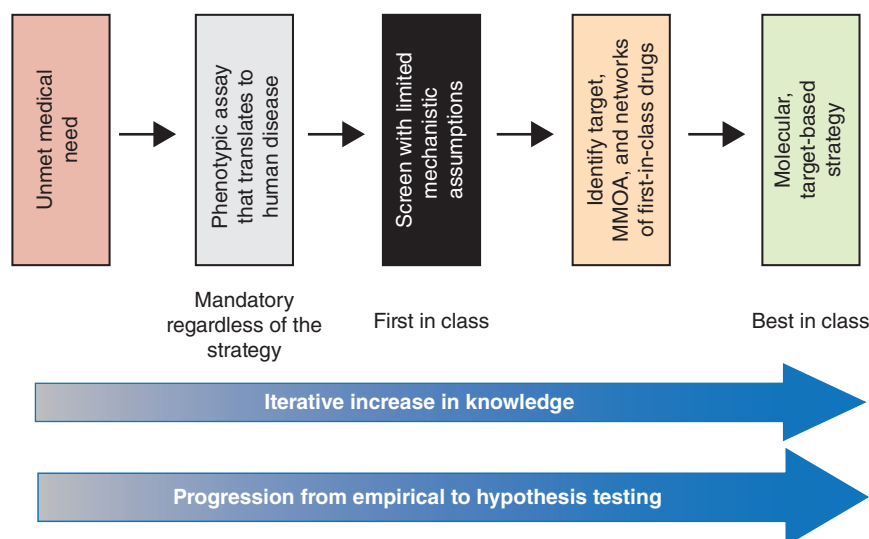 Unmet medical
need
Phenotypic assay
that translates to
human disease
Screen with limited
mechanistic
assumptions
Identify target,
MMOA, and networks
of first-in-class drugs
Molecular,
target-based
strategy
Mandatory
regardless of the
strategy
First in class
Best in class
Iterative increase in knowledge
Progression from empirical to hypothesis testing